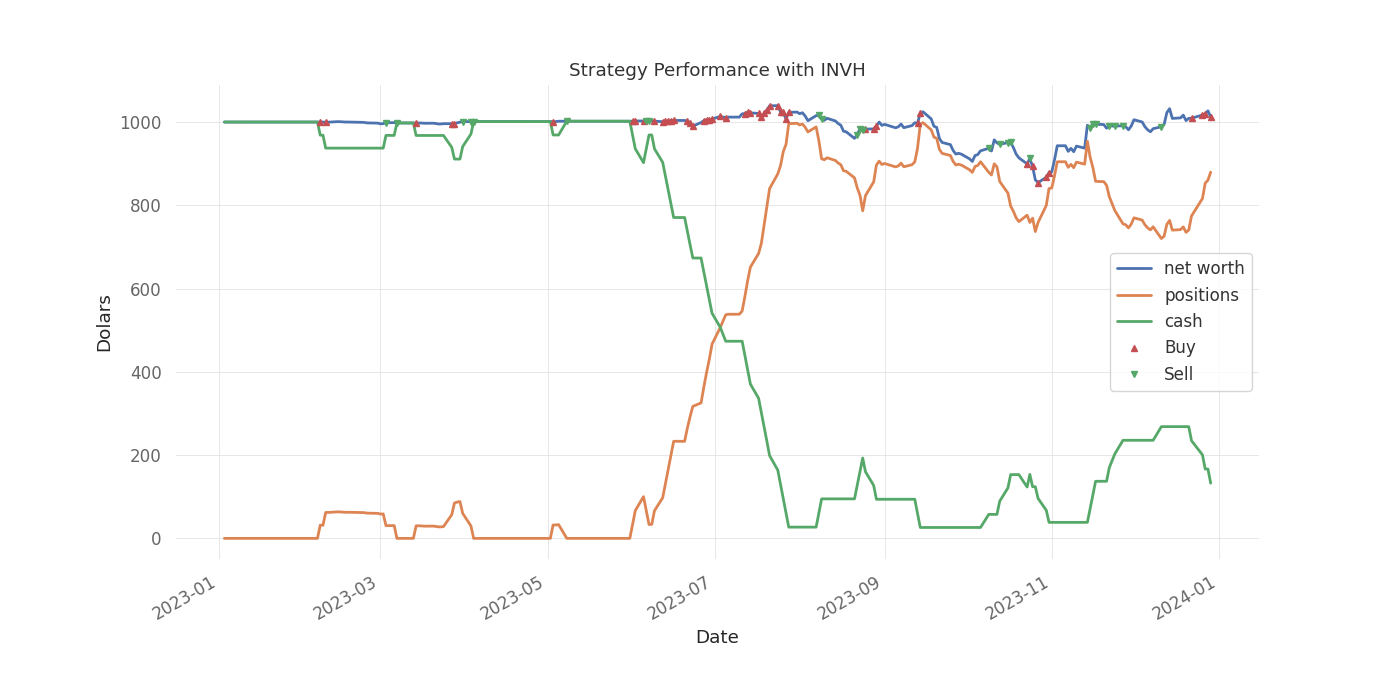 Strategy Performance with INVH
Dolars
1000
800
600
400
200
0
net worth
positions
cash
Buy
Sell
2023-01
2023-03
2023-05
2023-07
2023-09
2023-11
2024-01
Date